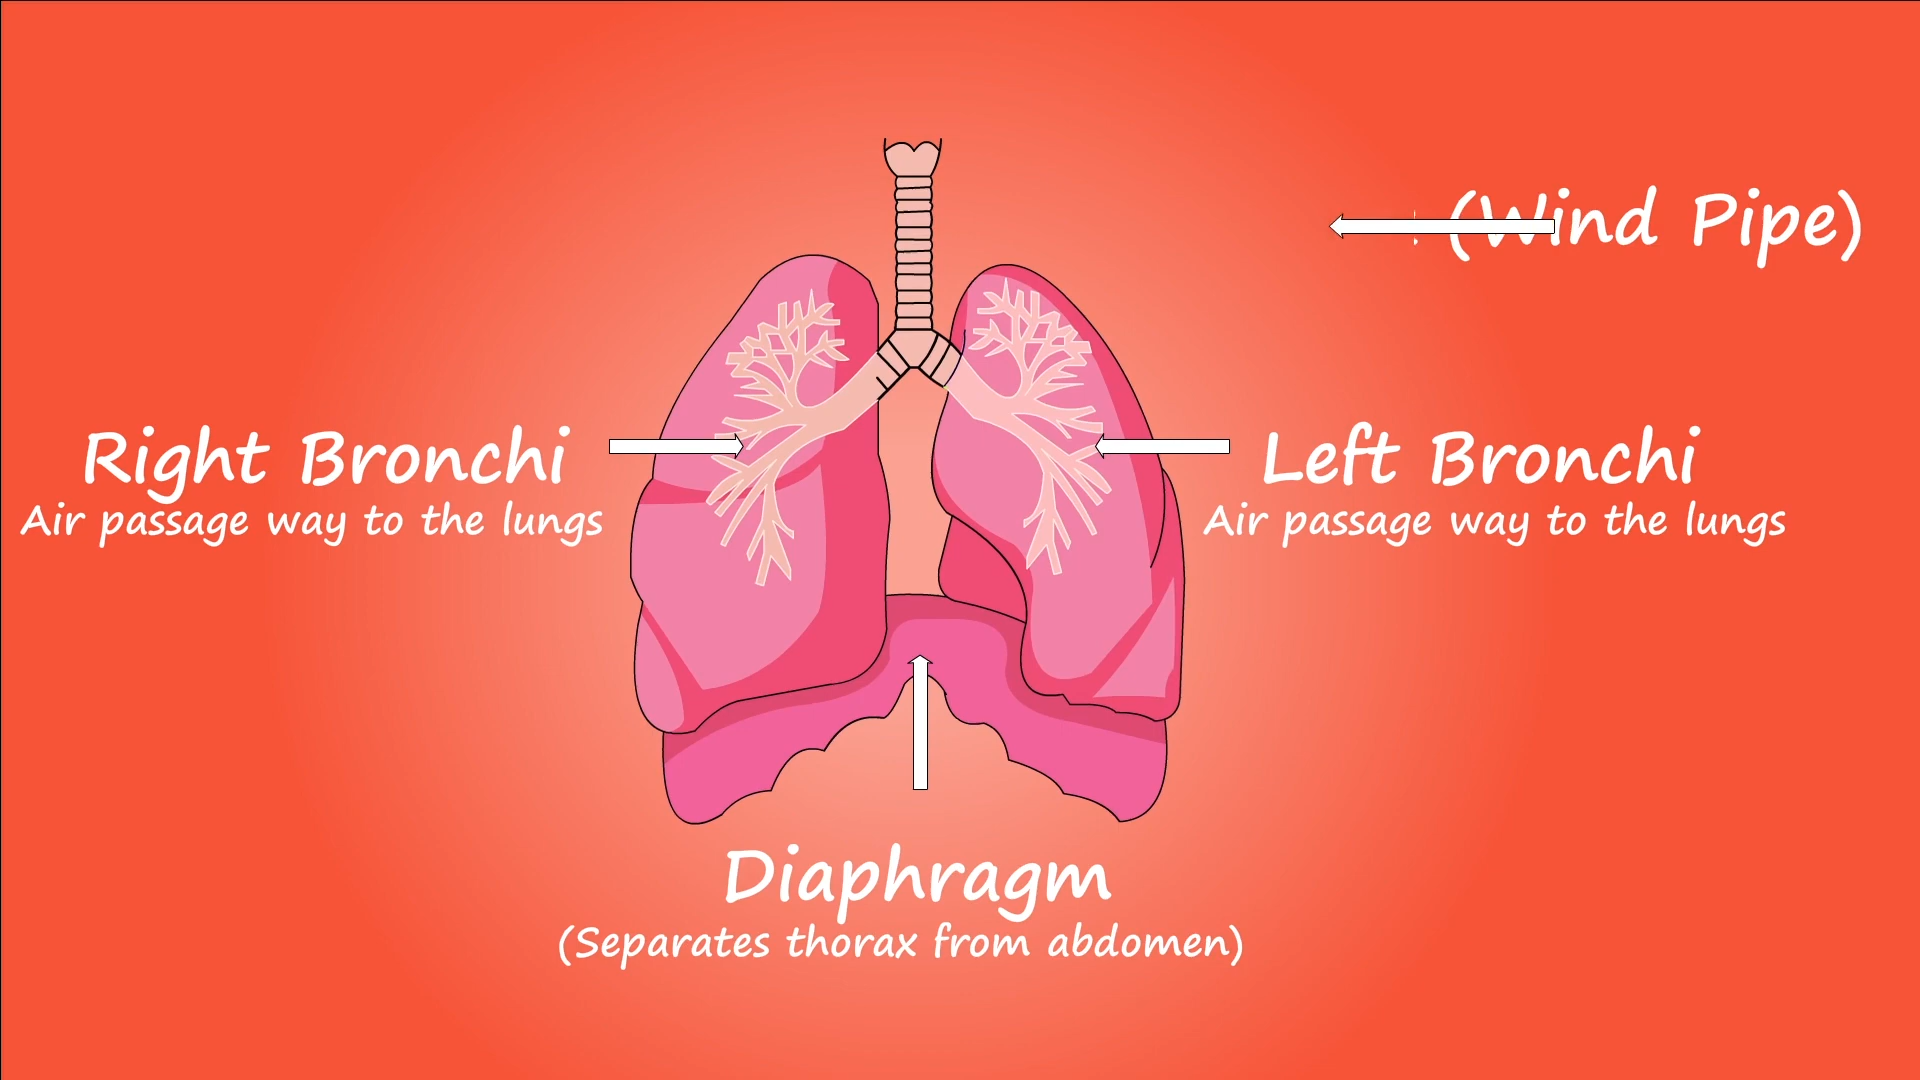 (Wind Pipe)
Right Bronchi
Air passage way to the lungs
Left Bronchi
Air passage way to the lungs
Diaphragm
(Separates thorax from abdomen)